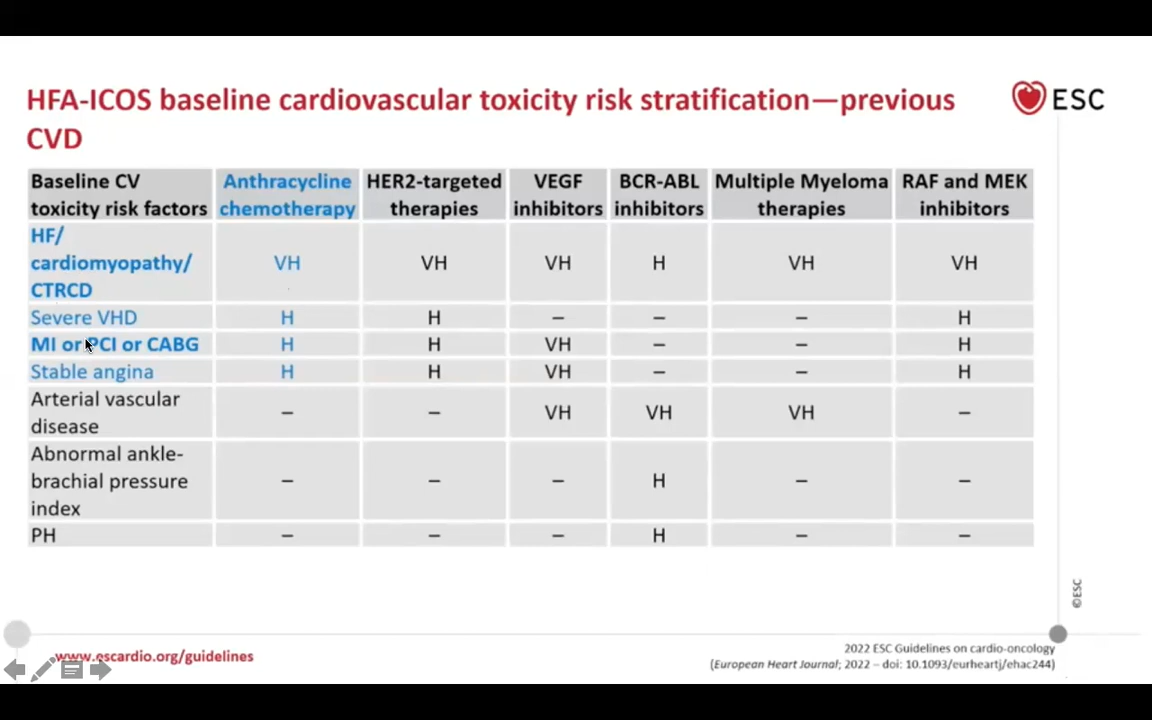 HFA-ICOS baseline cardiovascular toxicity risk stratification—previous
CVD
ESC
Baseline CV
toxicity risk factors
Anthracycline
chemotherapy
HER2-targeted
therapies
VEGF
inhibitors
BCR-ABL
inhibitors
Multiple Myeloma
therapies
RAF and MEK
inhibitors
HF/
cardiomyopathy/
CTRCD
VH VH VH H VH VH
Severe VHD H H – – – H
MI or PCI or CABG H H VH – – H
Stable angina H H VH – – H
Arterial vascular
disease
– – VH VH VH –
Abnormal ankle-
brachial pressure
index
– – – H – –
PH – – – H – –
©ESC
www.escardio.org/guidelines
2022 ESC Guidelines on cardio-oncology
(European Heart Journal; 2022 – doi: 10.1093/eurheartj/ehac244)